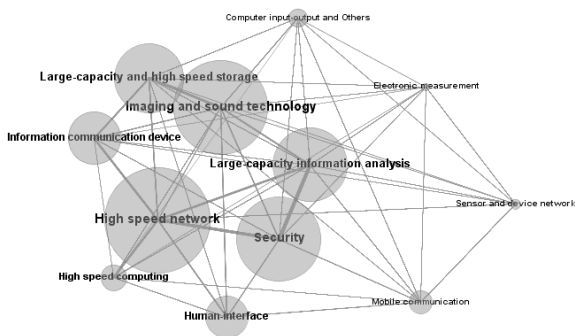 Computer input-output and Others
Large-capacity and high speed storage
Electronic measurement
Imaging and sound technology
Information communication device
Large-capacity information analysis
Sensor and device network
High speed network
Security
High speed computing
Mobile communication
Human-interface